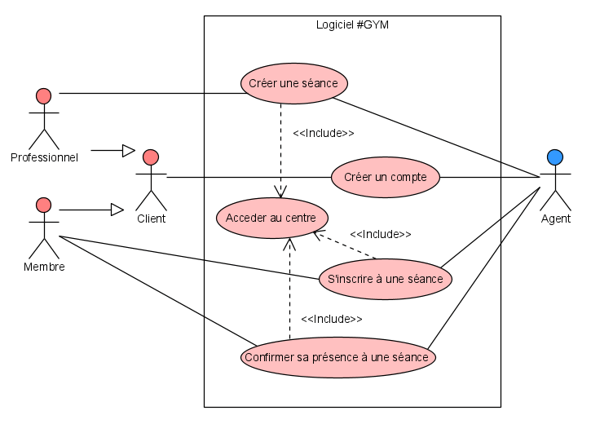 Logiciel #GYM
Créer une séance
<<Include>>
Professionnel
Créer un compte
Client
Agent
Acceder au centre
<<Include>>
Membre
S'inscrire à une séance
<<Include>>
Confirmer sa présence à une séance